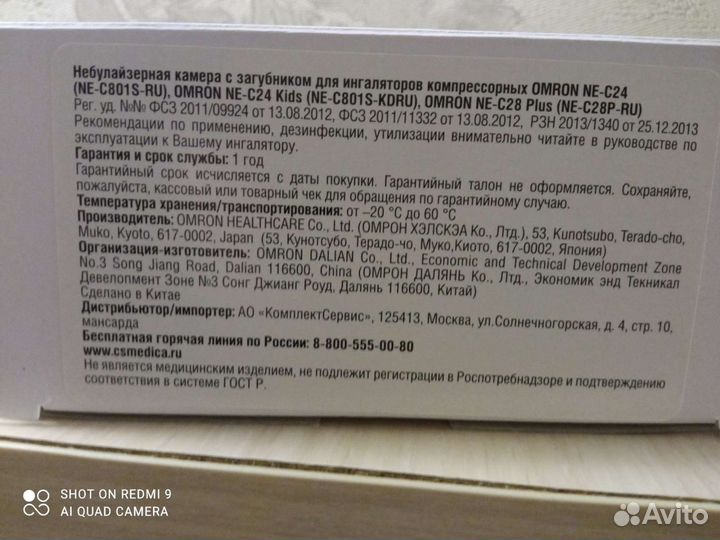 Небулайзерная камера с загубником для ингаляторов компрессорных OMRON NE-C24
(NE-C801S-RU), OMRON NE-C24 Kids (NE-C801S-KDRU), OMRON NE-C28 Plus (NE-C28P-RU)
Рег. уд. №№ ФСЗ 2011/09924 от 13.08.2012, ФСЗ 2011/11332 от 13.08.2012, РЗН 2013/1340 от 25.12.2013
Рекомендации по применению, дезинфекции, утилизации внимательно читайте в руководстве по
эксплуатации к Вашему ингалятору.
Гарантия и срок службы: 1 год
Гарантийный срок исчисляется с даты покупки. Гарантийный талон не оформляется. Сохраняйте,
пожалуйста, кассовый или товарный чек для обращения по гарантийному случаю.
Температура хранения/транспортирования: от –20 °C до 60 °C
Производитель: OMRON HEALTHCARE Co., Ltd. (ОМРОН ХЭЛСКЭА Ко., Лтд.), 53, Kunotsubo, Terado-cho,
Muko, Kyoto, 617-0002, Japan (53, Кунотсубо, Терадо-чо, Муко,Киото, 617-0002, Япония)
Организация-изготовитель: OMRON DALIAN Co., Ltd., Economic and Technical Development Zone
No.3 Song Jiang Road, Dalian 116600, China (ОМРОН ДАЛЯНЬ Ко., Лтд., Экономик энд Текникал
Девелопмент Зоне №3 Сонг Джианг Роуд, Далянь 116600, Китай)
Сделано в Китае
Дистрибьютор/импортер: АО «КомплектСервис», 125413, Москва, ул.Солнечногорская, д. 4, стр. 10,
мансарда
Бесплатная горячая линия по России: 8-800-555-00-80
www.csmedica.ru
Не является медицинским изделием, не подлежит регистрации в Роспотребнадзоре и подтверждению
соответствия в системе ГОСТ Р.
SHOT ON REDMI 9
AI QUAD CAMERA
Avito